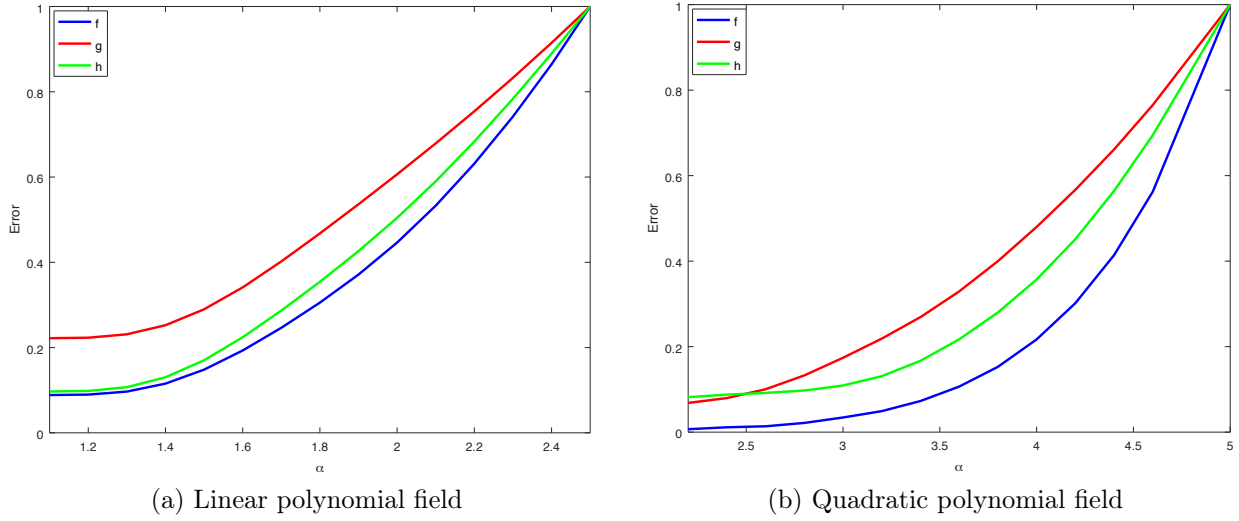 f
g
h
1
0.8
0.6
0.4
0.2
0
Error
1.2 1.4 1.6 1.8 2 2.2 2.4
α
(a) Linear polynomial field
f
g
h
1
0.8
0.6
0.4
0.2
0
Error
2.5 3 3.5 4 4.5 5
α
(b) Quadratic polynomial field